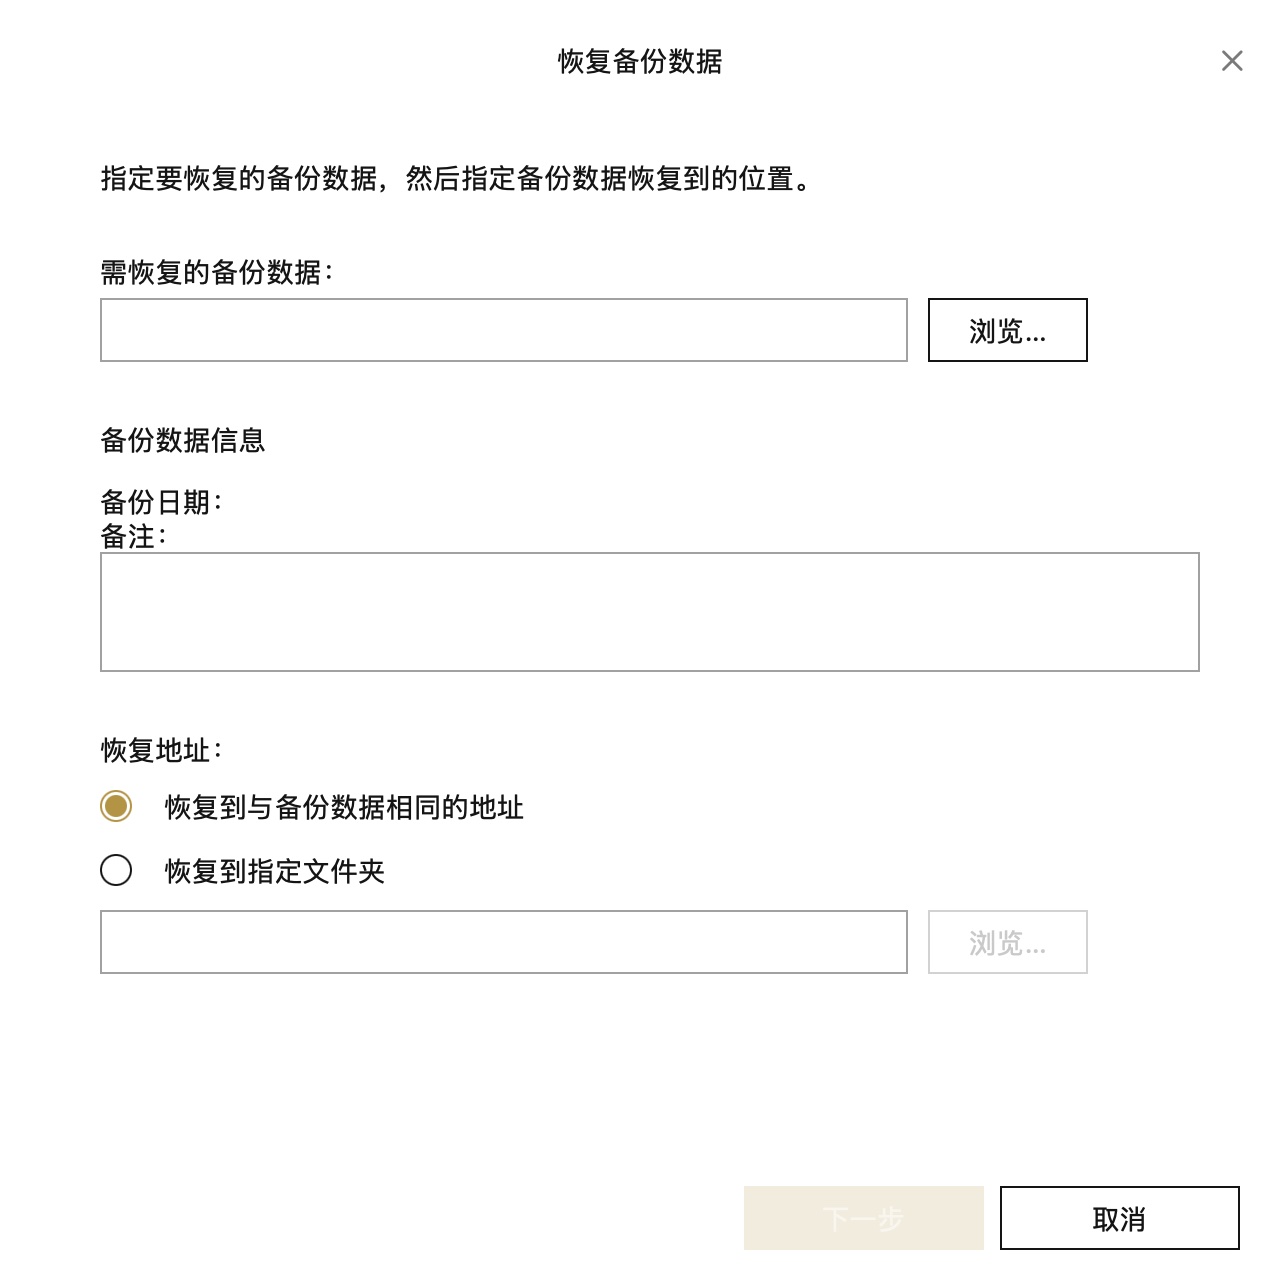 恢复备份数据
指定要恢复的备份数据，然后指定备份数据恢复到的位置。
需恢复的备份数据：
浏览...
备份数据信息
备份日期：
备注：
恢复地址：
恢复到与备份数据相同的地址
恢复到指定文件夹
浏览...
下一步
取消